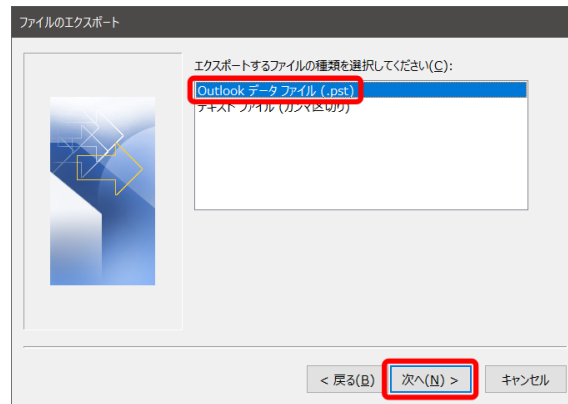 ファイルのエクスポート
エクスポートするファイルの種類を選択してください(C):
Outlook データ ファイル (.pst)
テキスト ファイル (カンマ区切り)
< 戻る(B)
次へ(N) >
キャンセル